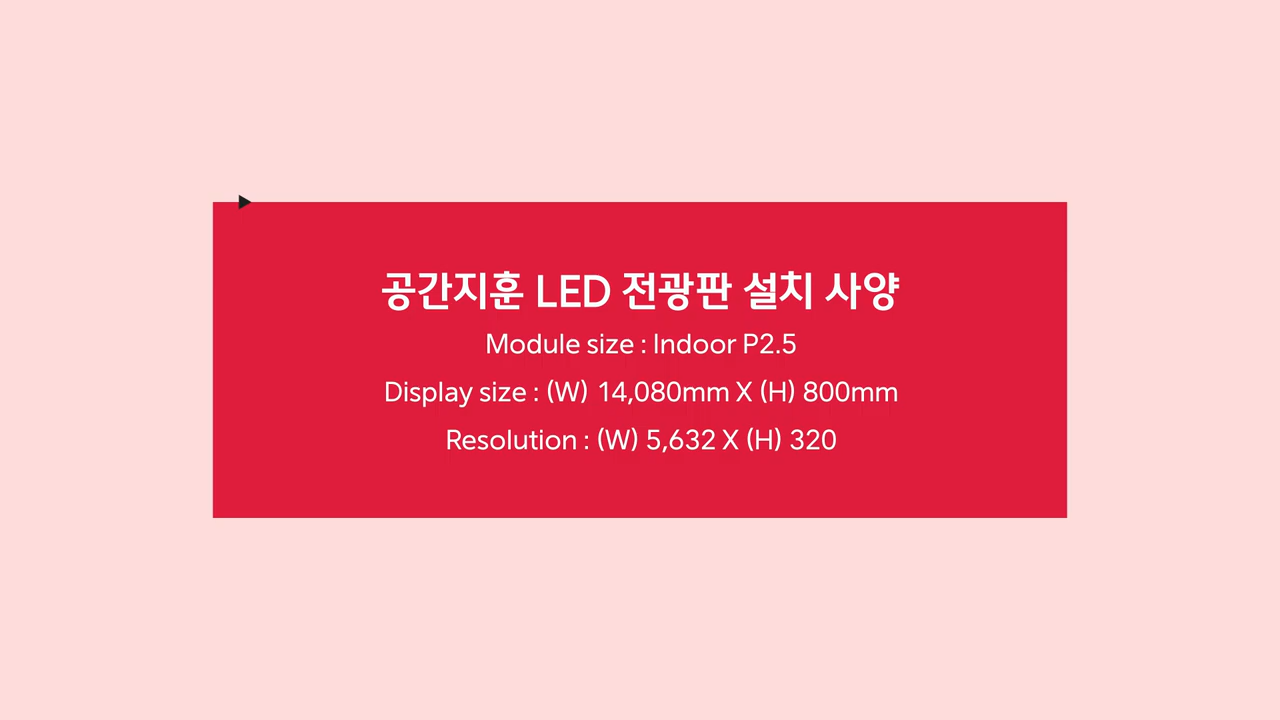 공간지훈 LED 전광판 설치 사양
Module size : Indoor P2.5
Display size : (W) 14,080mm X (H) 800mm
Resolution : (W) 5,632 X (H) 320